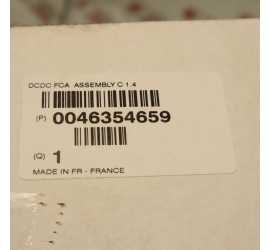 DCDC FCA ASSEMBLY C 1.4
(P) 0046354659
(Q) 1
MADE IN FR - FRANCE